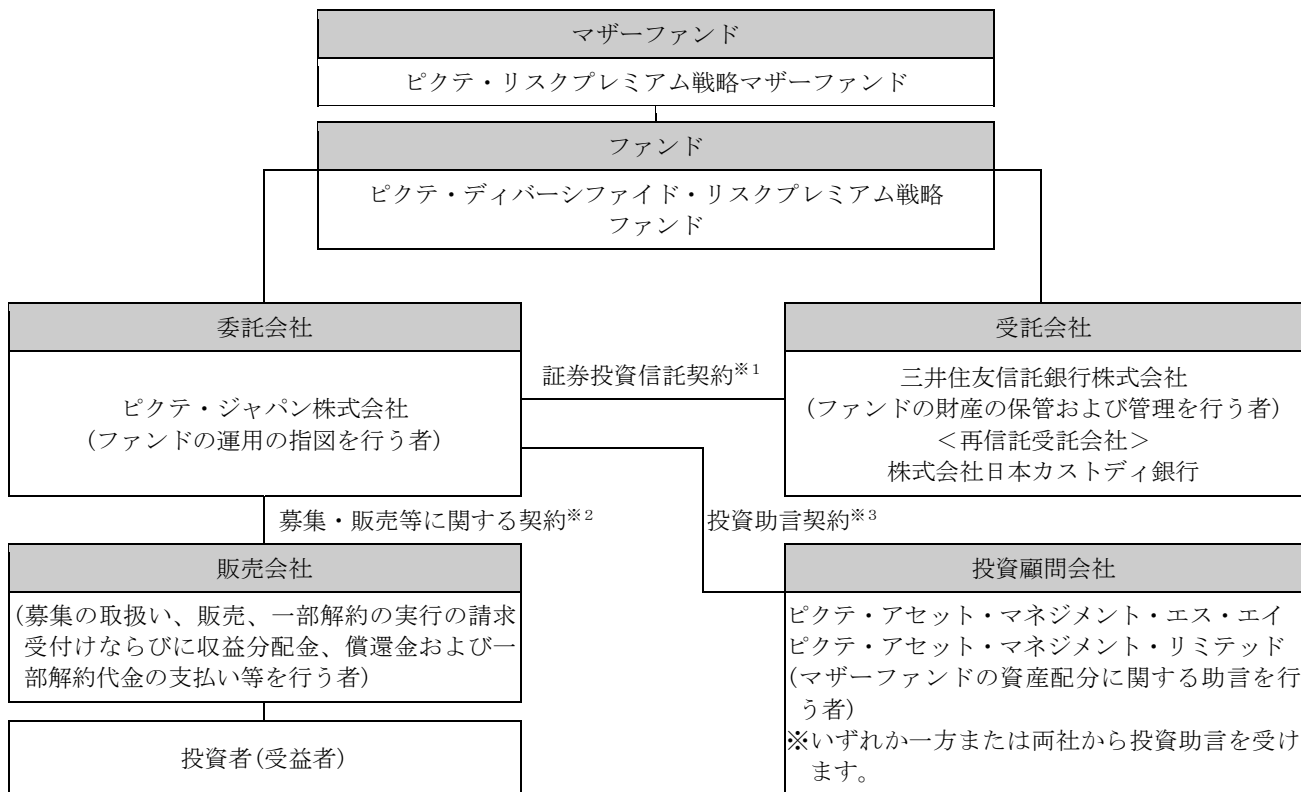 マザーファンド
ピクテ・リスクプレミアム戦略マザーファンド
ファンド
ピクテ・ディバーシファイド・リスクプレミアム戦略
ファンド
委託会社
ピクテ・ジャパン株式会社
(ファンドの運用の指図を行う者)
証券投資信託契約※1
受託会社
三井住友信託銀行株式会社
(ファンドの財産の保管および管理を行う者)
<再信託受託会社>
株式会社日本カストディ銀行
募集・販売等に関する契約※2
投資助言契約※3
販売会社
(募集の取扱い、販売、一部解約の実行の請求
受付けならびに収益分配金、償還金および一
部解約代金の支払い等を行う者)
投資者(受益者)
投資顧問会社
ピクテ・アセット・マネジメント・エス・エイ
ピクテ・アセット・マネジメント・リミテッド
(マザーファンドの資産配分に関する助言を行
う者)
※いずれか一方または両社から投資助言を受け
ます。